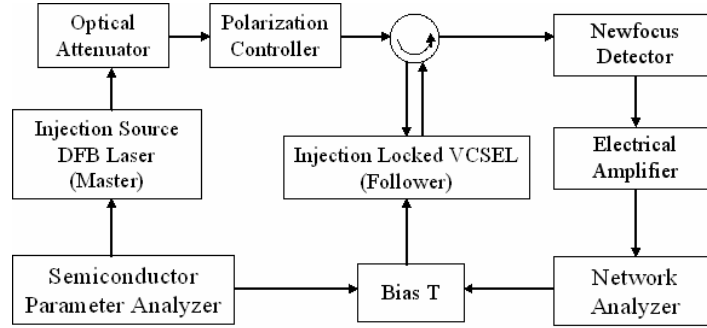 Optical
Attenuator
Polarization
Controller
Newfocus
Detector
Injection Source
DFB Laser
(Master)
Injection Locked VCSEL
(Follower)
Electrical
Amplifier
Semiconductor
Parameter Analyzer
Bias T
Network
Analyzer